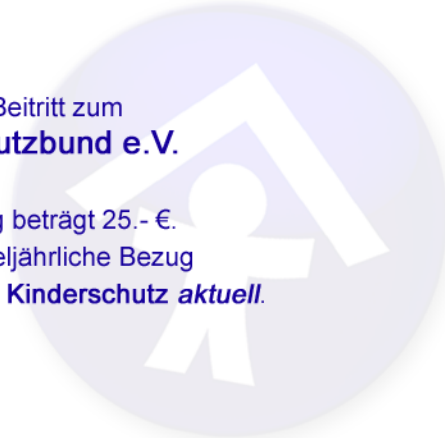 Beitritt zum
utzbund e.V.
g beträgt 25.- €.
eljährliche Bezug
Kinderschutz aktuell.